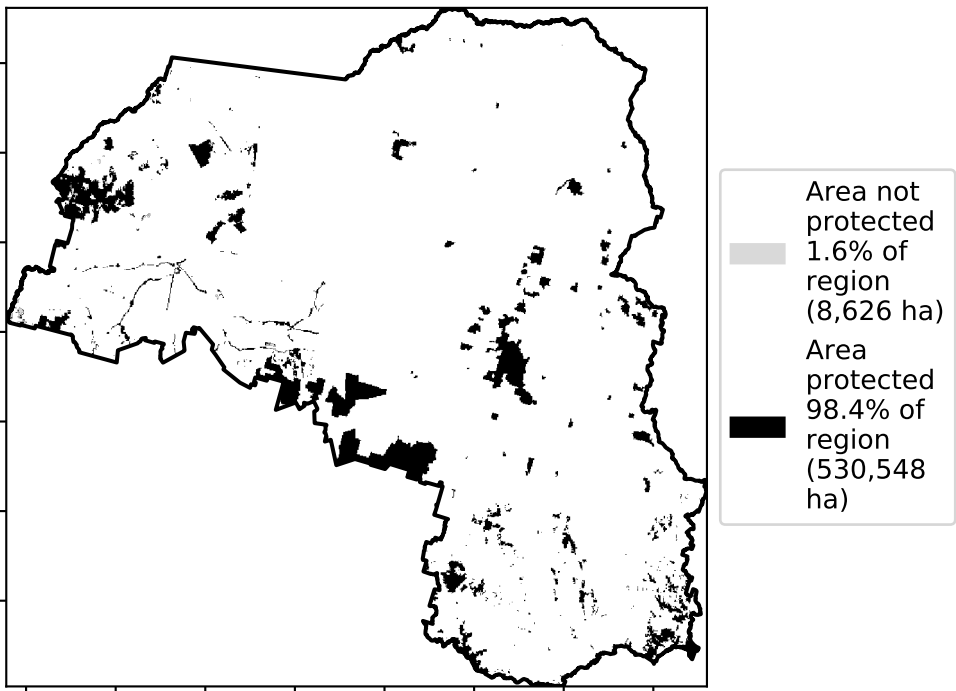 Area not
protected
1.6% of
region
(8,626 ha)
Area
protected
98.4% of
region
(530,548
ha)